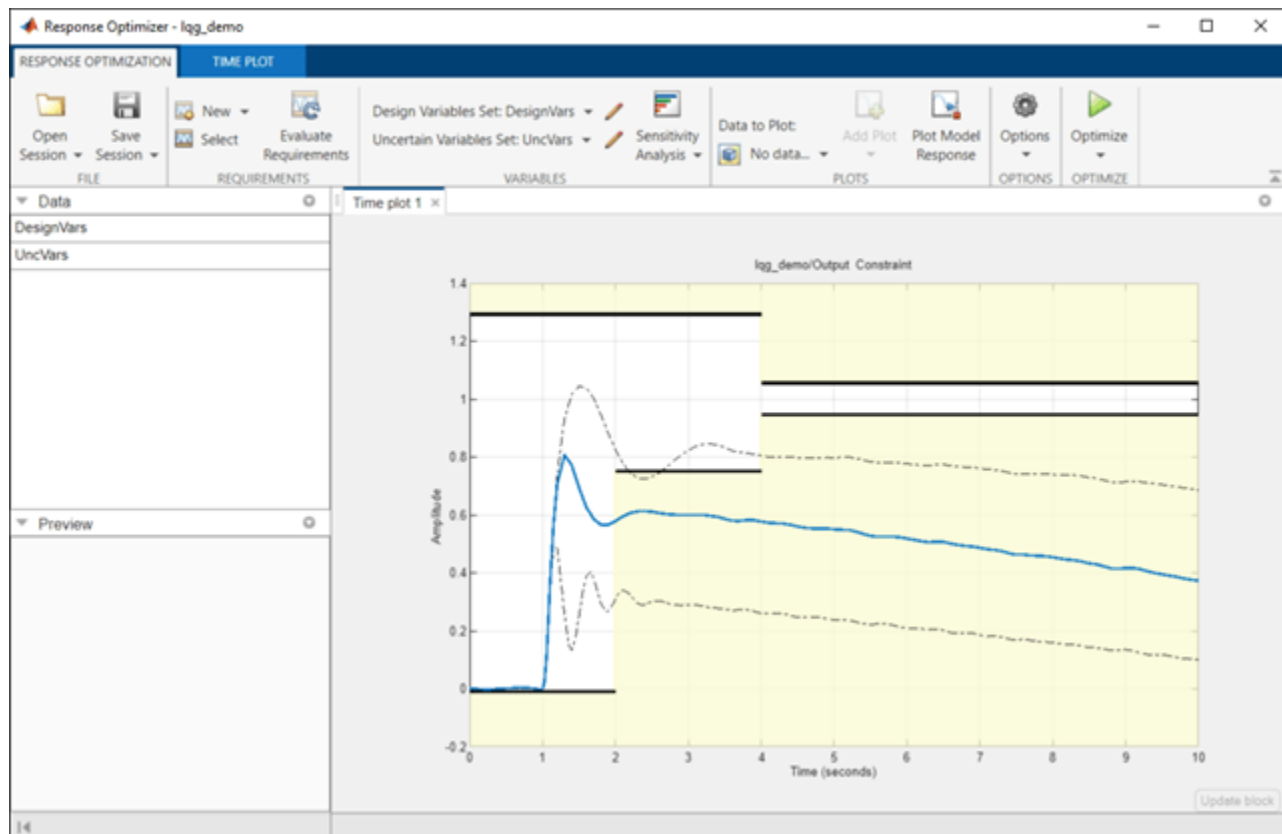 Response Optimizer - lqg_demo
RESPONSE OPTIMIZATION TIME PLOT
Open Session
Save Session
New
Select
Evaluate Requirements
Design Variables Set: DesignVars
Uncertain Variables Set: UncVars
Sensitivity Analysis
Data to Plot:
No data...
Add Plot
Plot Model Response
Options
Optimize
FILE REQUIREMENTS VARIABLES PLOTS OPTIONS OPTIMIZE
Data
DesignVars
UncVars
Preview
Time plot 1
lqg_demo/Output Constraint
1.4
1.2
1
0.8
0.6
0.4
0.2
0
-0.2
Amplitude
0 1 2 3 4 5 6 7 8 9 10
Time (seconds)
Update block